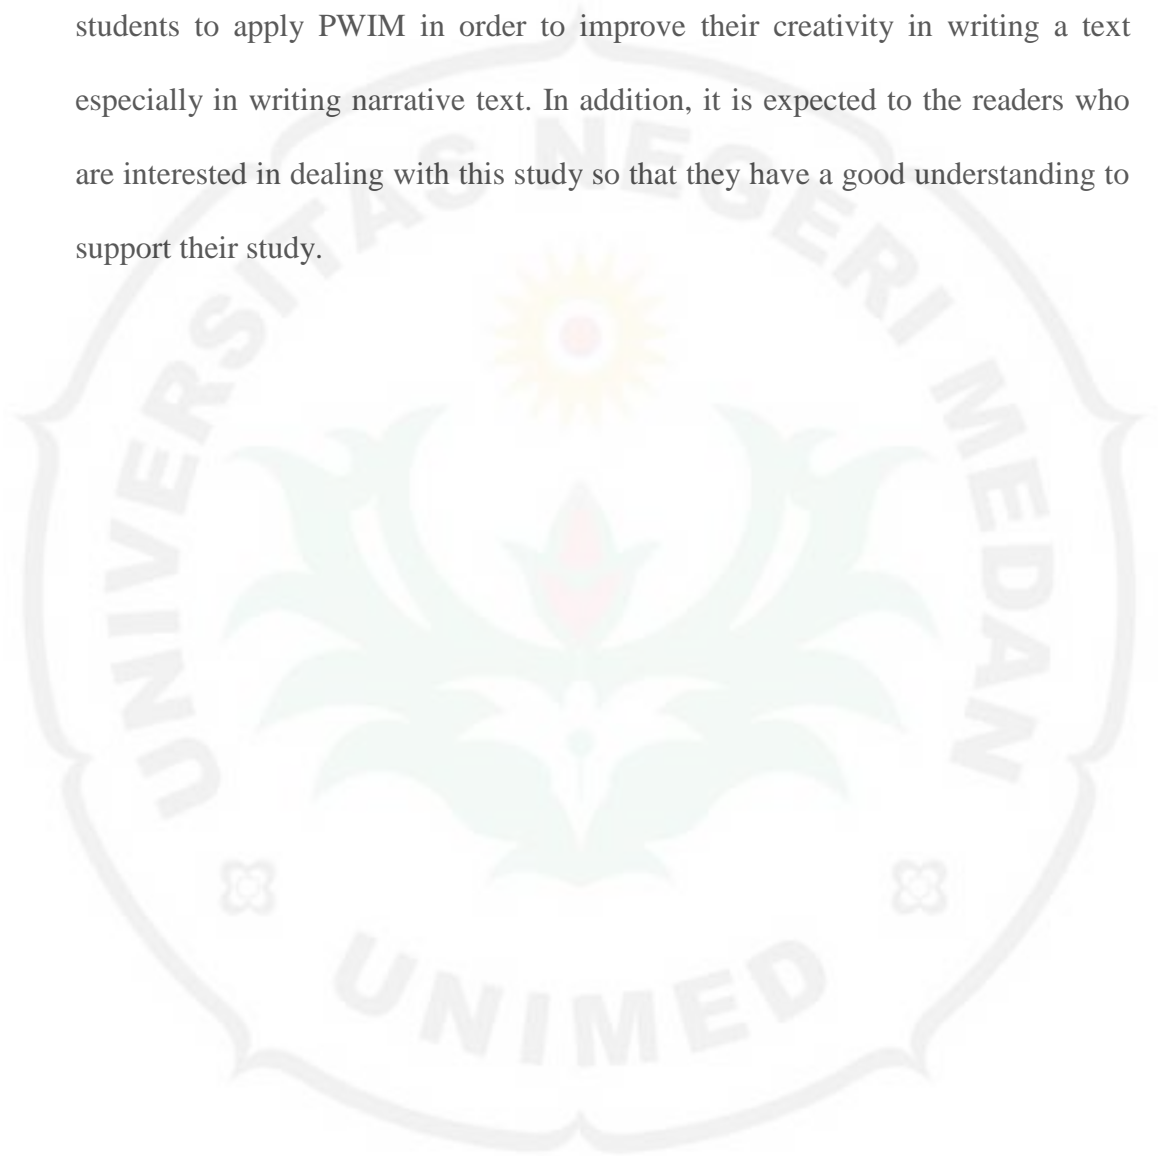 students to apply PWIM in order to improve their creativity in writing a text
especially in writing narrative text. In addition, it is expected to the readers who
are interested in dealing with this study so that they have a good understanding to
support their study.
UNIVERSITAS NEGERI MEDAN
UNIMED